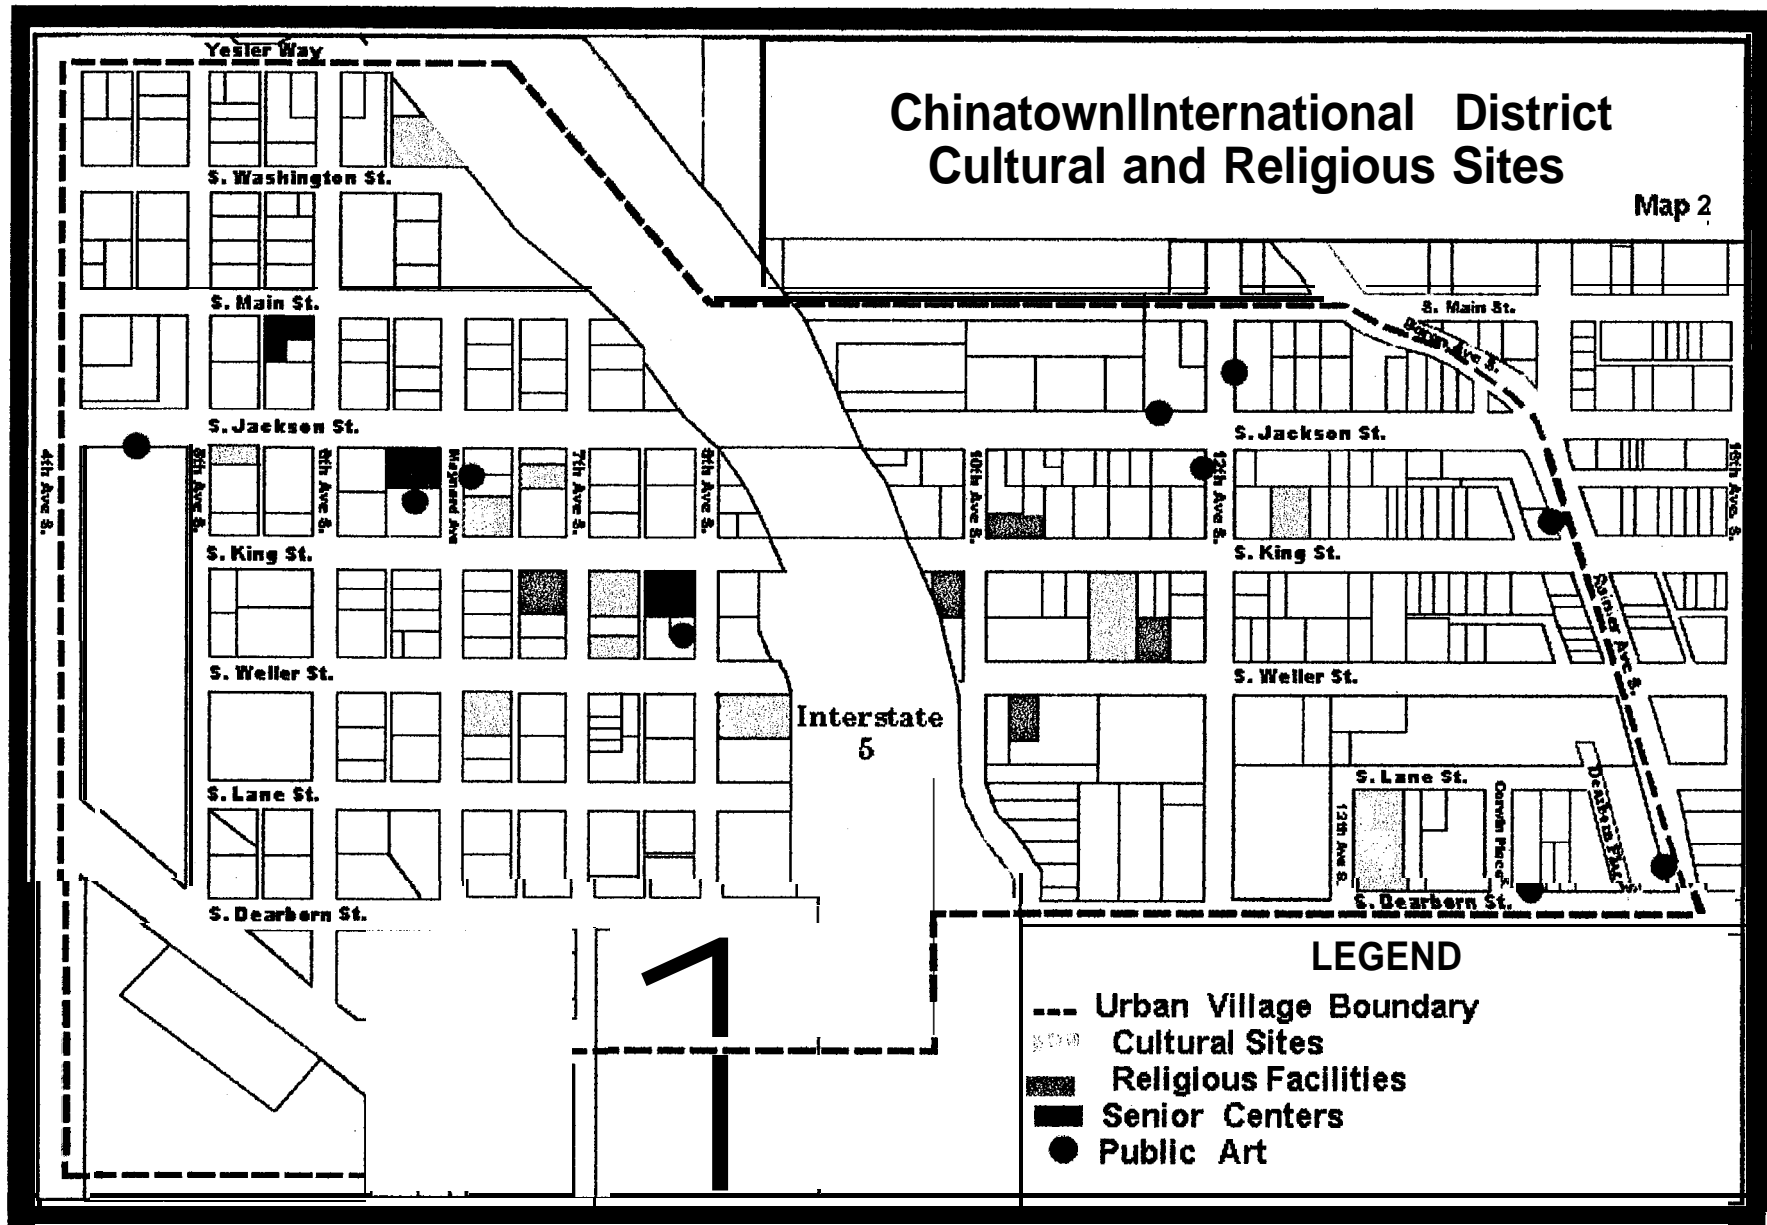 Yesler Way
ChinatownlInternational District
Cultural and Religious Sites
Map 2
S. Washington St.
S. Main St.
S. Main St.
Ave S.
S. Jackson St.
S. Jackson St.
4th Ave S.
5th Ave S.
6th Ave S.
Maynard Ave
7th Ave S.
8th Ave S.
10th Ave S.
12th Ave S.
Ave. S.
S. King St.
S. King St.
Rainier Ave S.
S. Weller St.
S. Weller St.
Interstate
5
S. Lane St.
S. Lane St.
Ave S.
Corwin Place S.
Dearborn
S. Dearborn St.
S. Dearborn St.
1
LEGEND
Urban Village Boundary
Cultural Sites
Religious Facilities
Senior Centers
Public Art